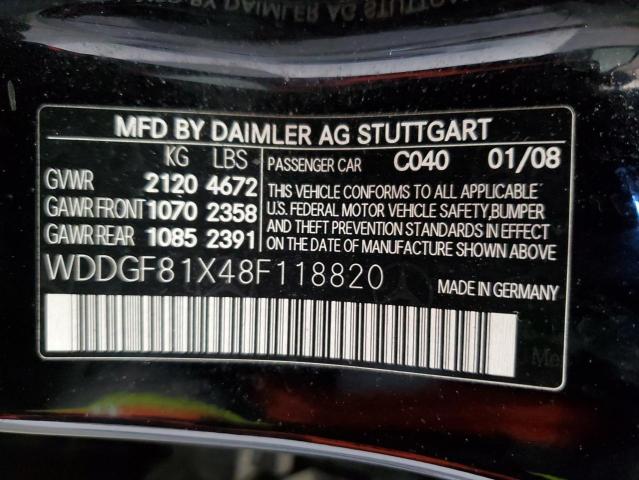 MFD BY DAIMLER AG STUTTGART
KG LBS PASSENGER CAR C040 01/08
GVWR 2120 4672
GAWR FRONT 1070 2358
GAWR REAR 1085 2391
THIS VEHICLE CONFORMS TO ALL APPLICABLE
U.S. FEDERAL MOTOR VEHICLE SAFETY,BUMPER
AND THEFT PREVENTION STANDARDS IN EFFECT
ON THE DATE OF MANUFACTURE SHOWN ABOVE.
WDDGF81X48F118820
MADE IN GERMANY